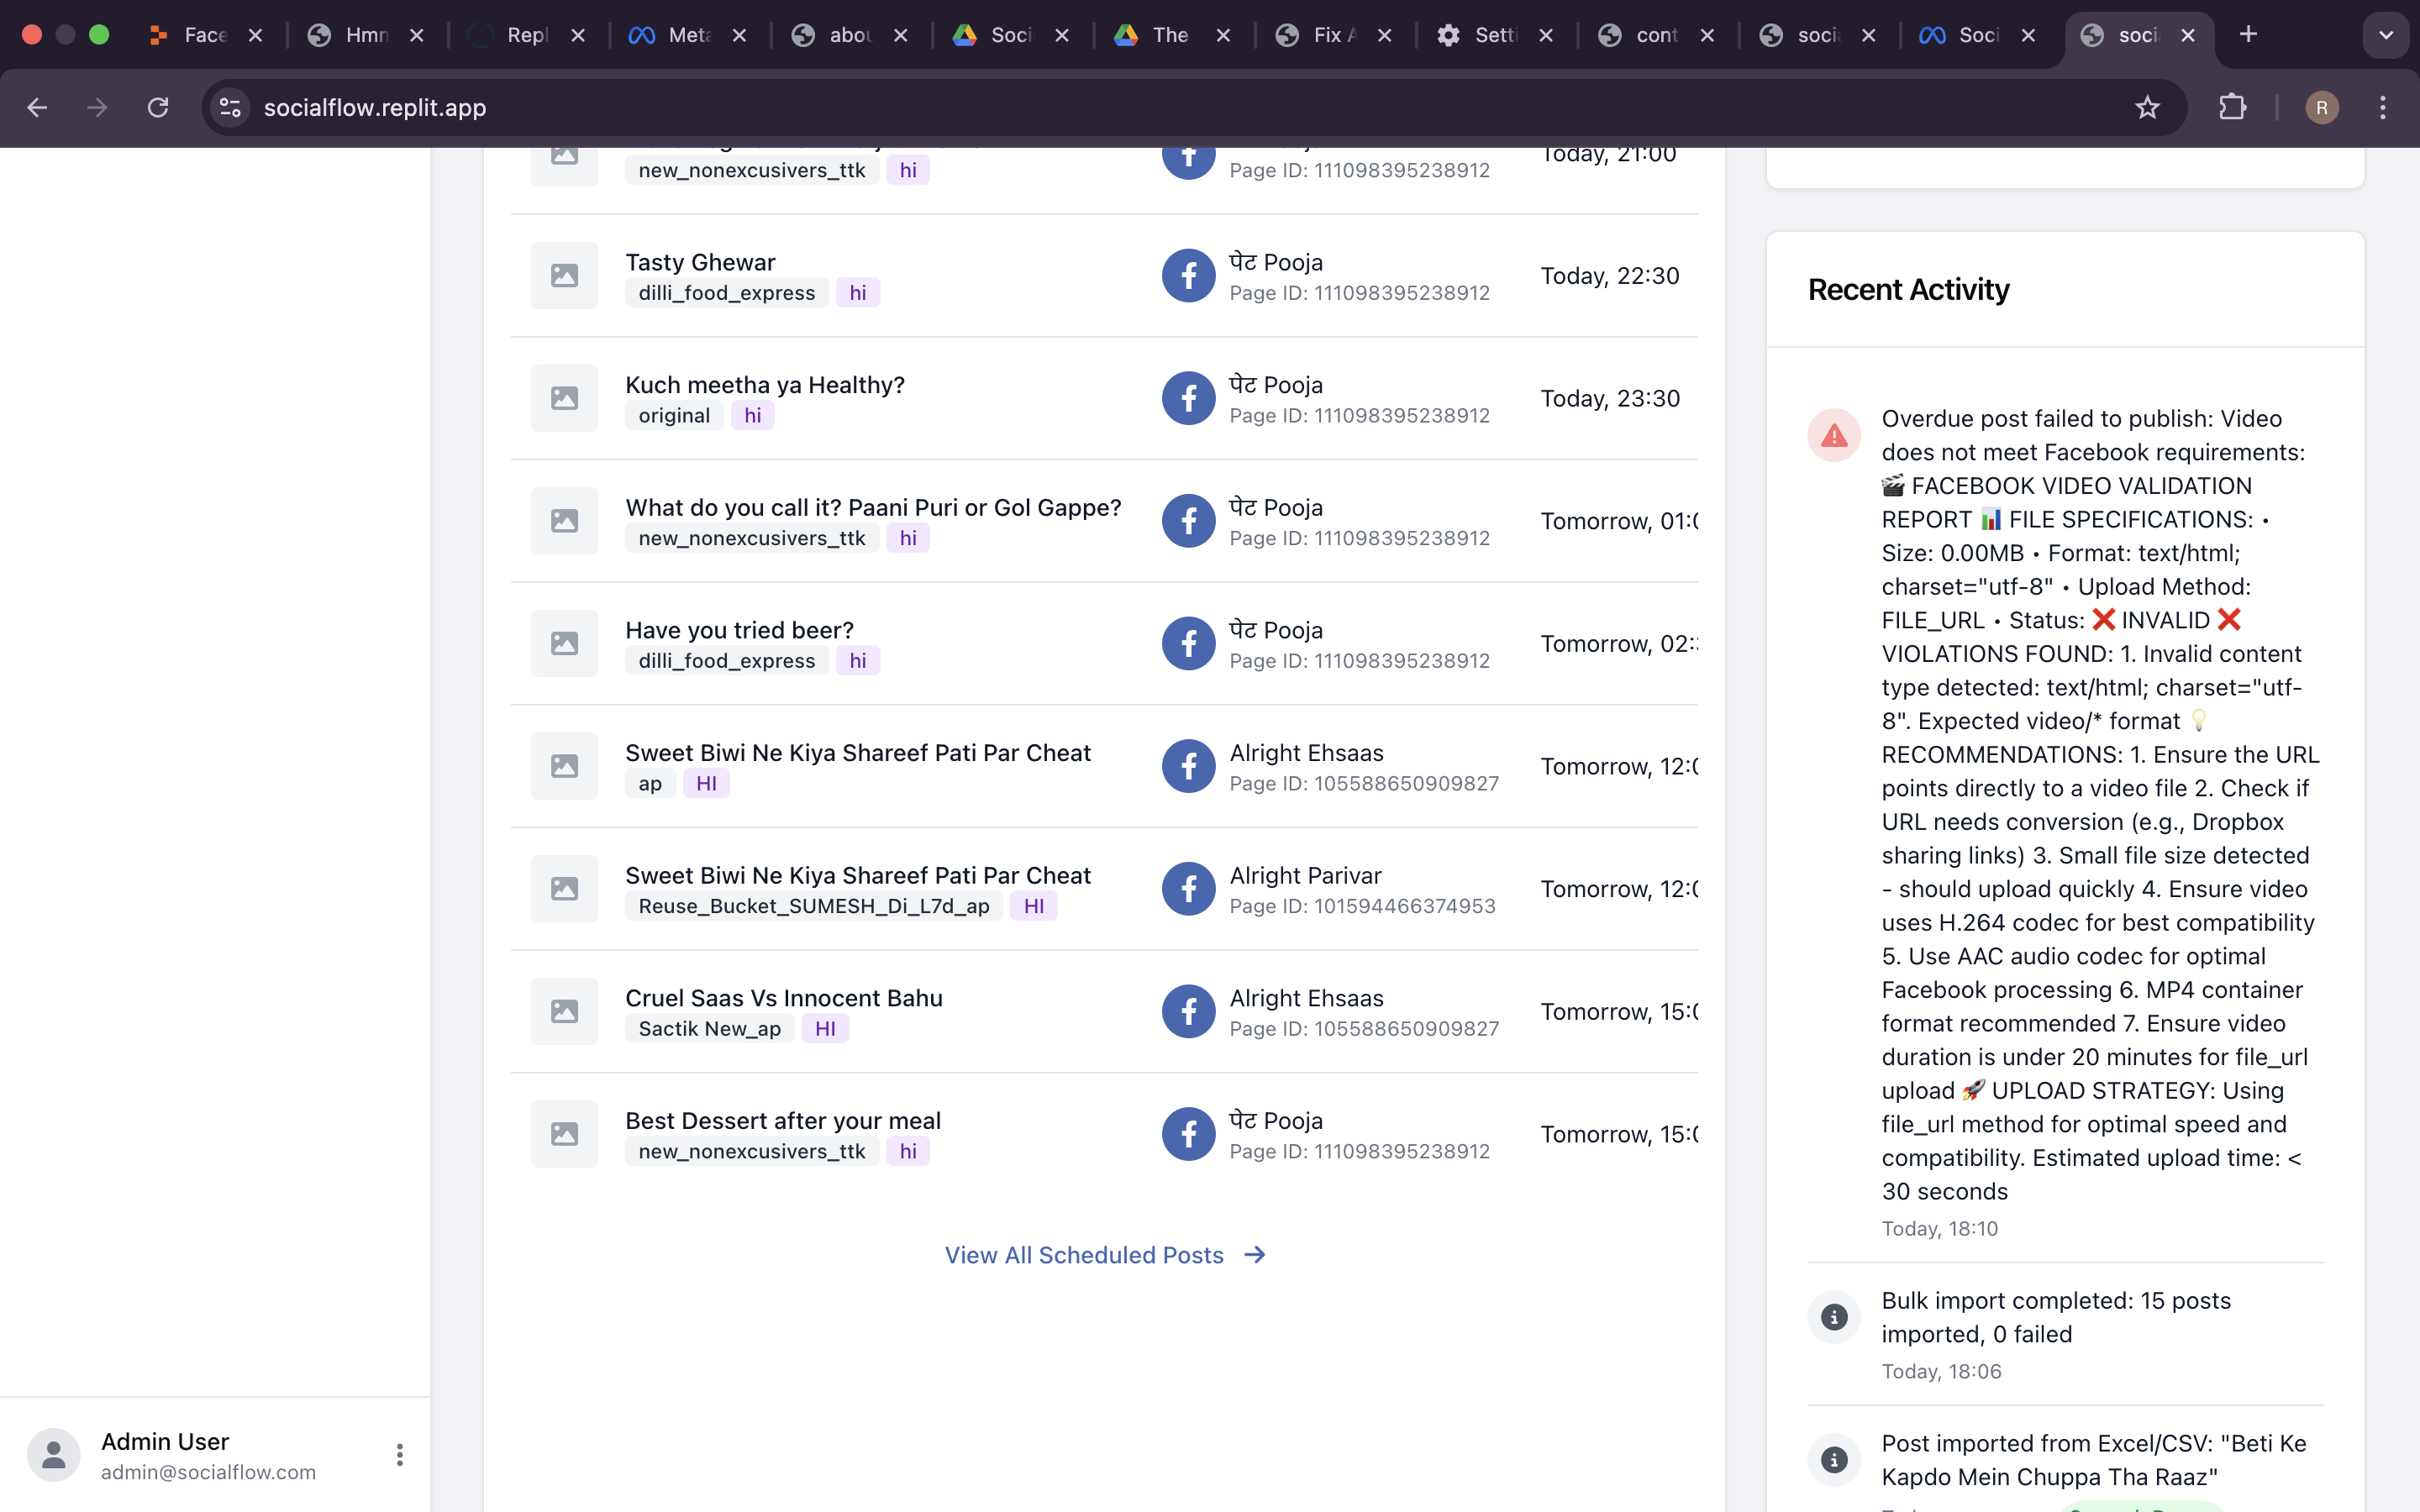 Face
Hmn
Repl
Meta
abou
Soci
The
Fix A
Setti
cont
soci
Soci
soci
socialflow.replit.app
R
new_nonexcusivers_ttk hi
Page ID: 111098395238912
Today, 21:00
Tasty Ghewar
dilli_food_express hi
पेट Pooja
Page ID: 111098395238912
Today, 22:30
Kuch meetha ya Healthy?
original hi
पेट Pooja
Page ID: 111098395238912
Today, 23:30
What do you call it? Paani Puri or Gol Gappe?
new_nonexcusivers_ttk hi
पेट Pooja
Page ID: 111098395238912
Tomorrow, 01:0
Have you tried beer?
dilli_food_express hi
पेट Pooja
Page ID: 111098395238912
Tomorrow, 02:
Sweet Biwi Ne Kiya Shareef Pati Par Cheat
ap HI
Alright Ehsaas
Page ID: 105588650909827
Tomorrow, 12:0
Sweet Biwi Ne Kiya Shareef Pati Par Cheat
Reuse_Bucket_SUMESH_Di_L7d_ap HI
Alright Parivar
Page ID: 101594466374953
Tomorrow, 12:0
Cruel Saas Vs Innocent Bahu
Sactik New_ap HI
Alright Ehsaas
Page ID: 105588650909827
Tomorrow, 15:0
Best Dessert after your meal
new_nonexcusivers_ttk hi
पेट Pooja
Page ID: 111098395238912
Tomorrow, 15:0
View All Scheduled Posts →
Admin User
admin@socialflow.com
Recent Activity
Overdue post failed to publish: Video
does not meet Facebook requirements:
🎬 FACEBOOK VIDEO VALIDATION
REPORT 📊 FILE SPECIFICATIONS: •
Size: 0.00MB • Format: text/html;
charset="utf-8" • Upload Method:
FILE_URL • Status: ❌ INVALID ❌
VIOLATIONS FOUND: 1. Invalid content
type detected: text/html; charset="utf-
8". Expected video/* format 💡
RECOMMENDATIONS: 1. Ensure the URL
points directly to a video file 2. Check if
URL needs conversion (e.g., Dropbox
sharing links) 3. Small file size detected
- should upload quickly 4. Ensure video
uses H.264 codec for best compatibility
5. Use AAC audio codec for optimal
Facebook processing 6. MP4 container
format recommended 7. Ensure video
duration is under 20 minutes for file_url
upload 🚀 UPLOAD STRATEGY: Using
file_url method for optimal speed and
compatibility. Estimated upload time: <
30 seconds
Today, 18:10
Bulk import completed: 15 posts
imported, 0 failed
Today, 18:06
Post imported from Excel/CSV: "Beti Ke
Kapdo Mein Chuppa Tha Raaz"